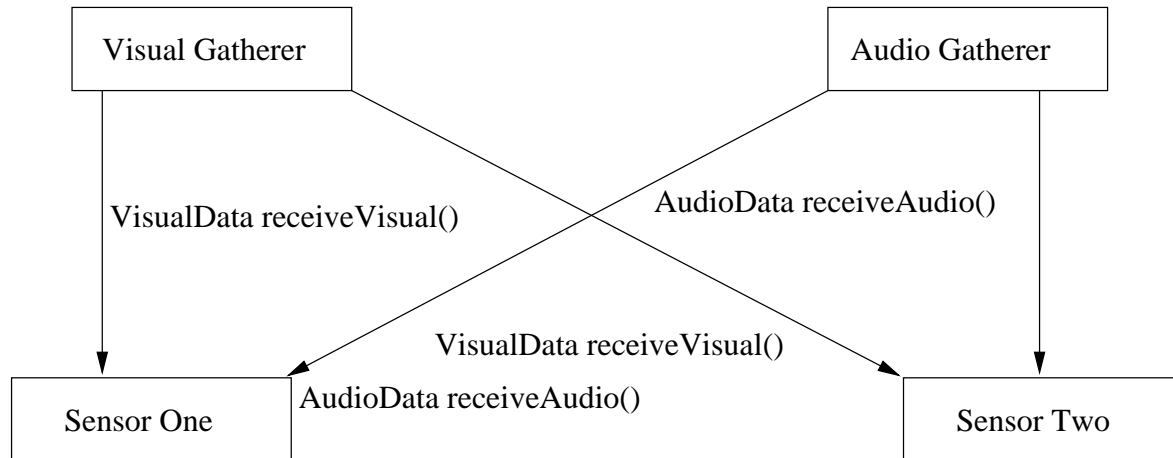 Visual Gatherer
Audio Gatherer
VisualData receiveVisual()
AudioData receiveAudio()
VisualData receiveVisual()
AudioData receiveAudio()
Sensor One
Sensor Two